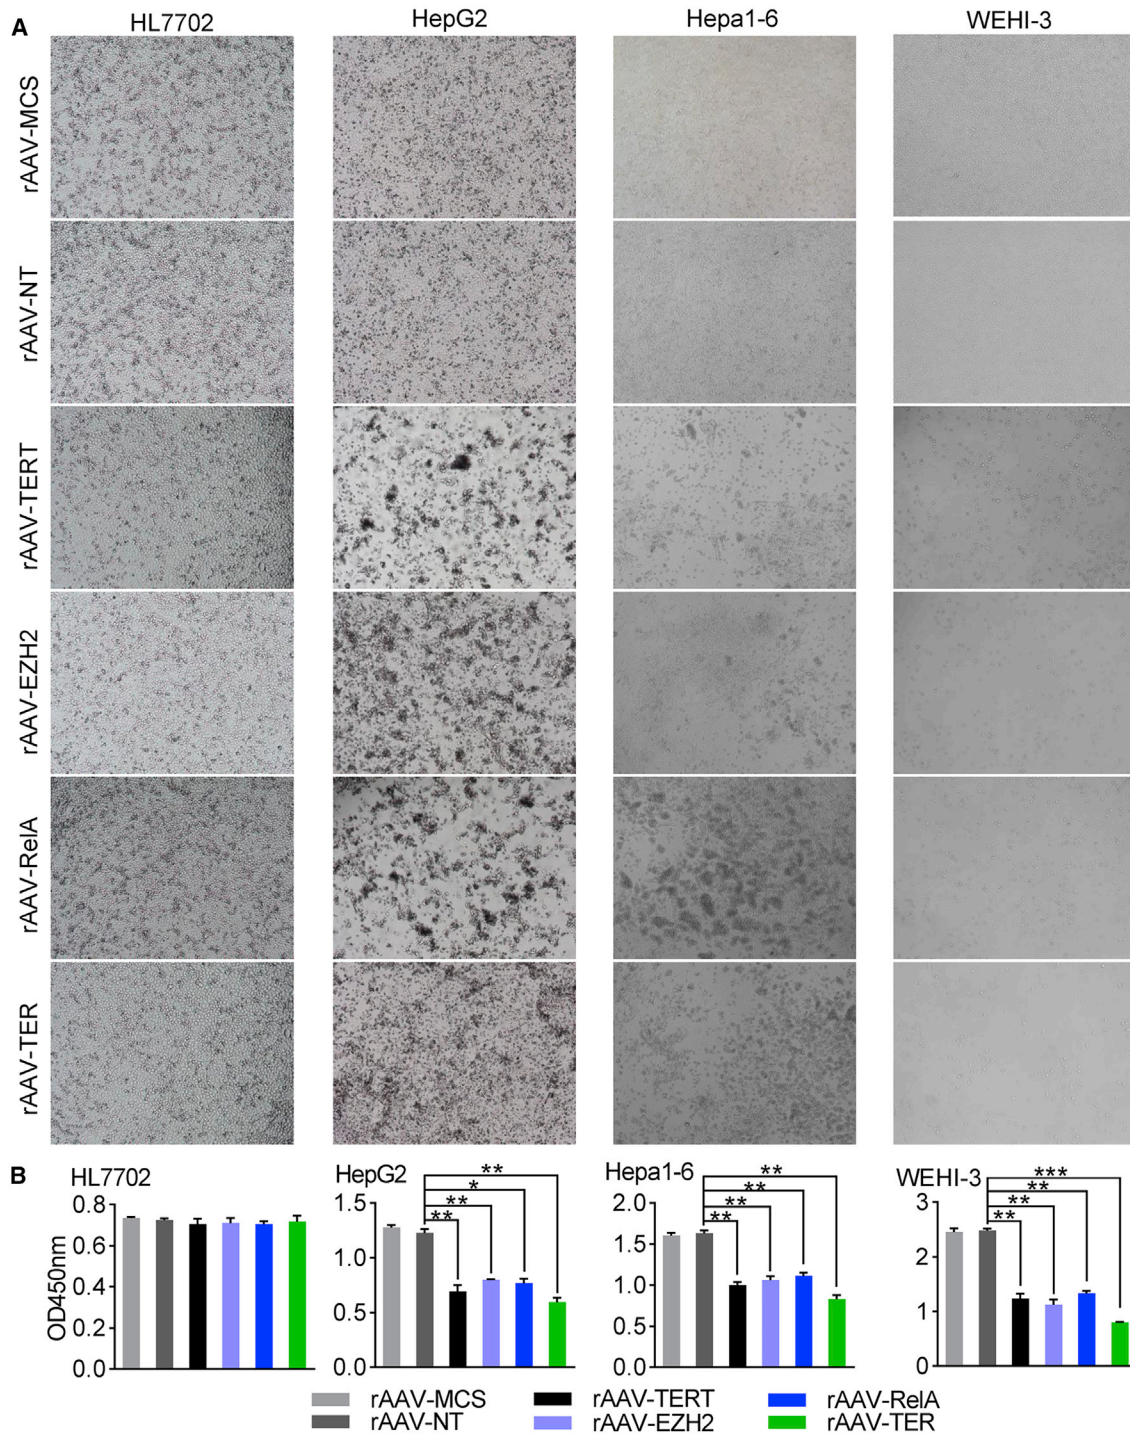 A
HL7702 HepG2 Hepa1-6 WEHI-3
rAAV-MCS
rAAV-NT
rAAV-TERT
rAAV-EZH2
rAAV-RelA
rAAV-TER
B
HL7702
OD450nm
0.8
0.6
0.4
0.2
0.0
HepG2
1.5
1.0
0.5
0.0
**
*
**
**
Hepa1-6
2.0
1.5
1.0
0.5
0.0
**
**
**
**
WEHI-3
3
2
1
0
***
**
**
**
rAAV-MCS rAAV-TERT rAAV-RelA
rAAV-NT rAAV-EZH2 rAAV-TER